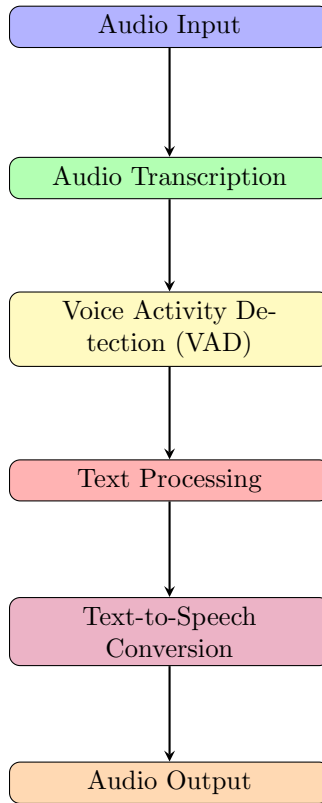 Audio Input
Audio Transcription
Voice Activity De-
tection (VAD)
Text Processing
Text-to-Speech
Conversion
Audio Output